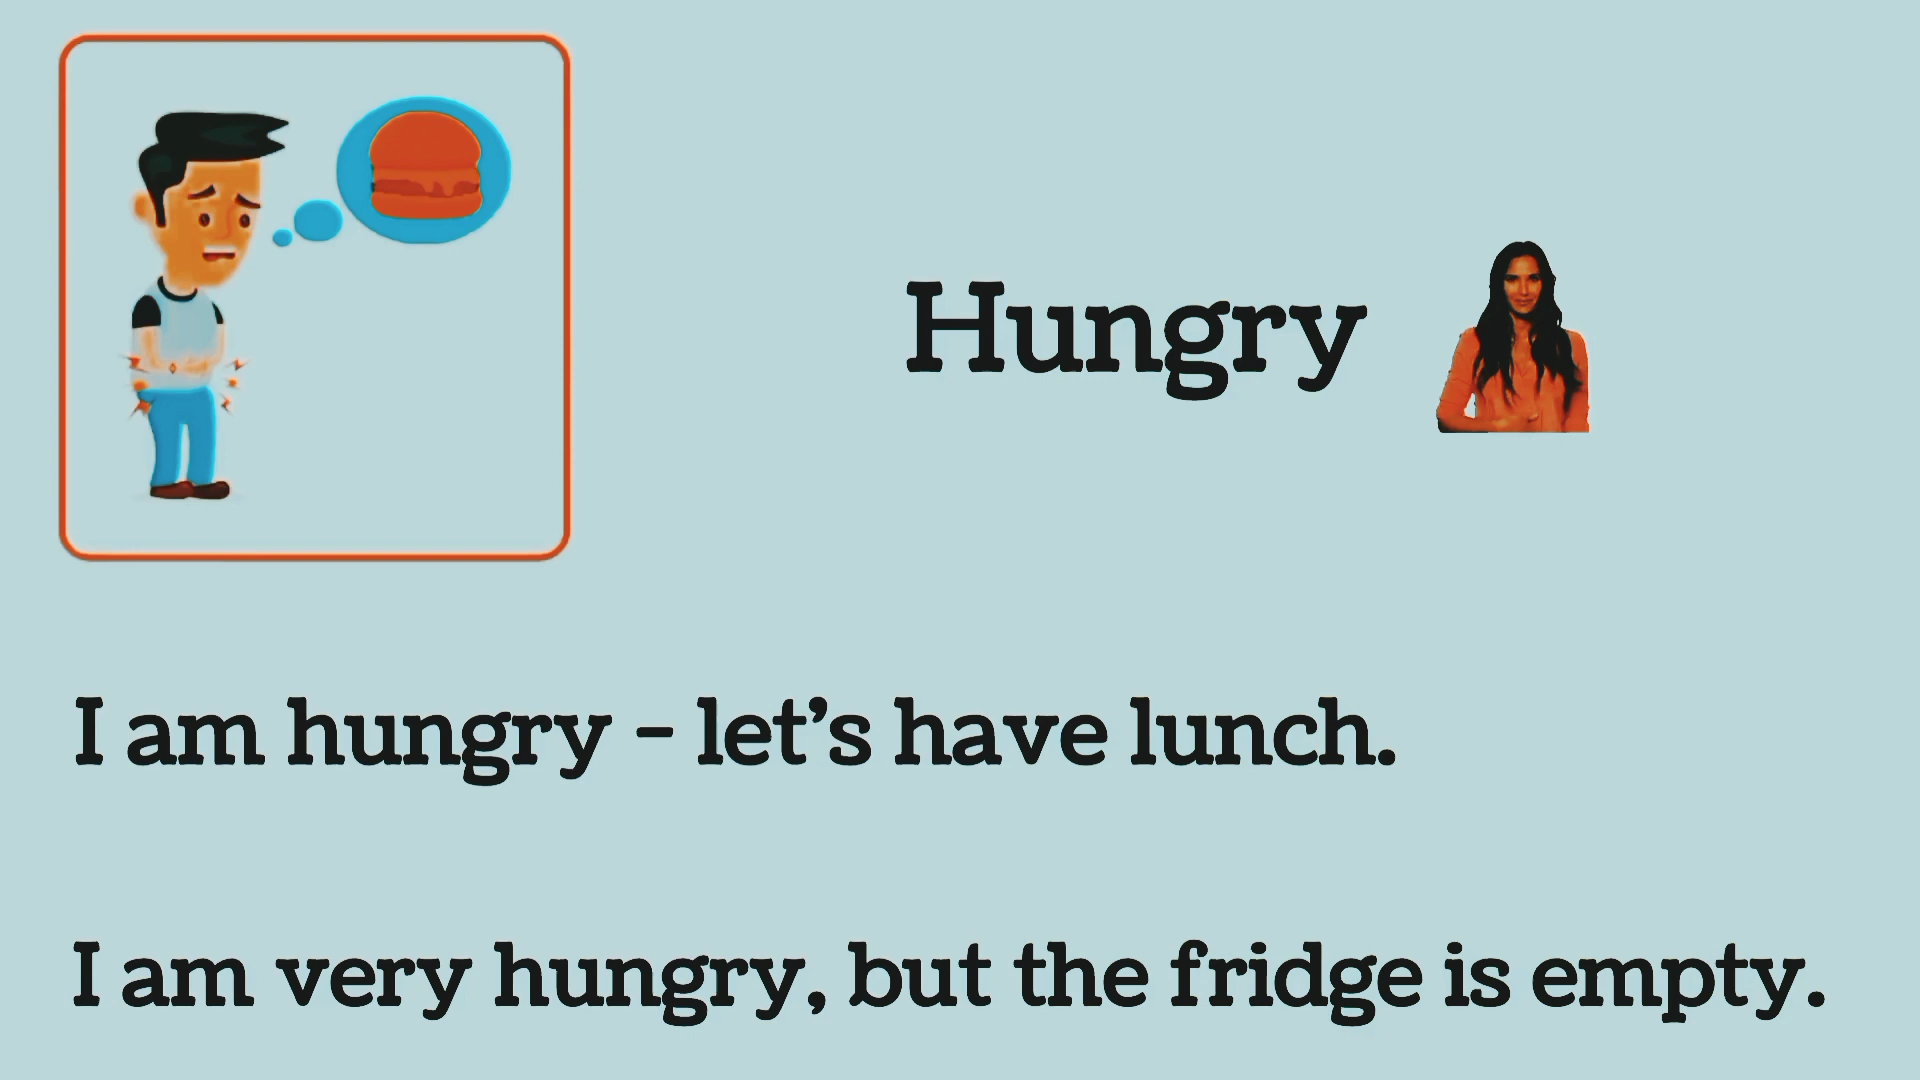 Hungry
I am hungry - let’s have lunch.
I am very hungry, but the fridge is empty.